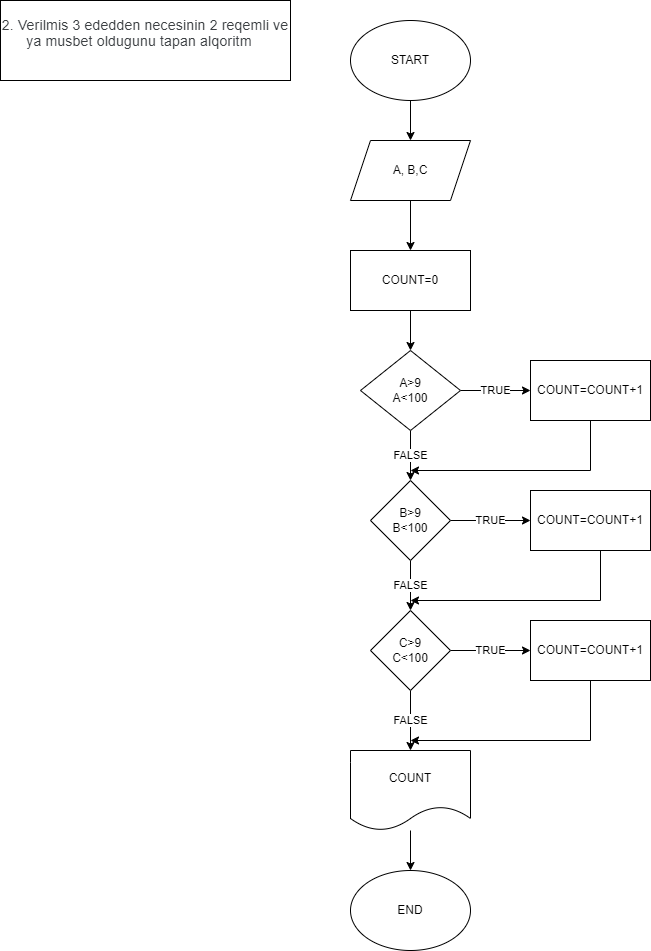 2. Verilmis 3 ededden necesinin 2 reqemli ve
ya musbet oldugunu tapan alqoritm
START
A, B,C
COUNT=0
A>9
A<100
TRUE
COUNT=COUNT+1
FALSE
B>9
B<100
TRUE
COUNT=COUNT+1
FALSE
C>9
C<100
TRUE
COUNT=COUNT+1
FALSE
COUNT
END